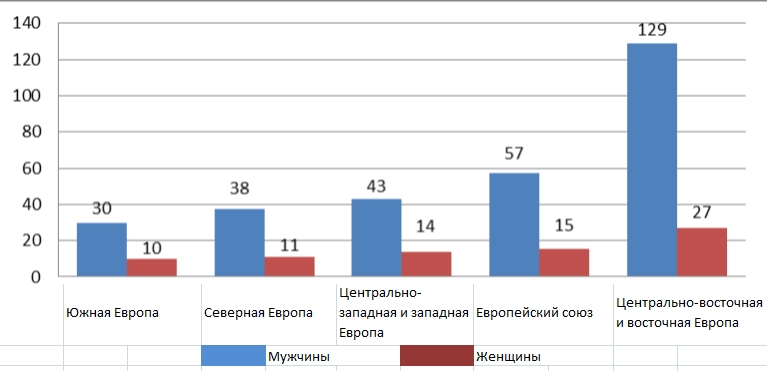 140
129
120
100
80
60
57
43
40
38
30
27
20
15
14
11
10
0
Южная Европа
Северная Европа
Центрально-
западная и западная
Европа
Европейский союз
Центрально-восточная
и восточная Европа
Мужчины
Женщины